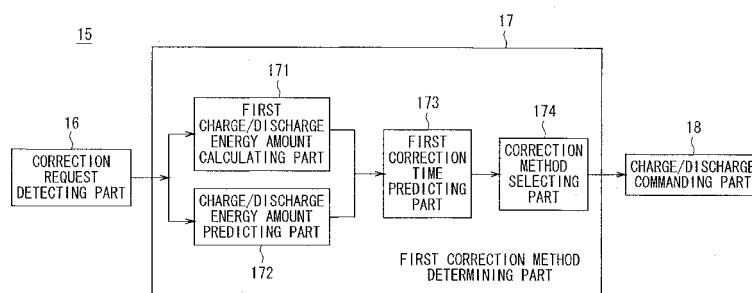 15
17
171
FIRST
CHARGE/DISCHARGE
ENERGY AMOUNT
CALCULATING PART
16
CORRECTION
REQUEST
DETECTING PART
CHARGE/DISCHARGE
ENERGY AMOUNT
PREDICTING PART
172
173
FIRST
CORRECTION
TIME
PREDICTING
PART
174
CORRECTION
METHOD
SELECTING
PART
18
CHARGE/DISCHARGE
COMMANDING PART
FIRST CORRECTION METHOD
DETERMINING PART